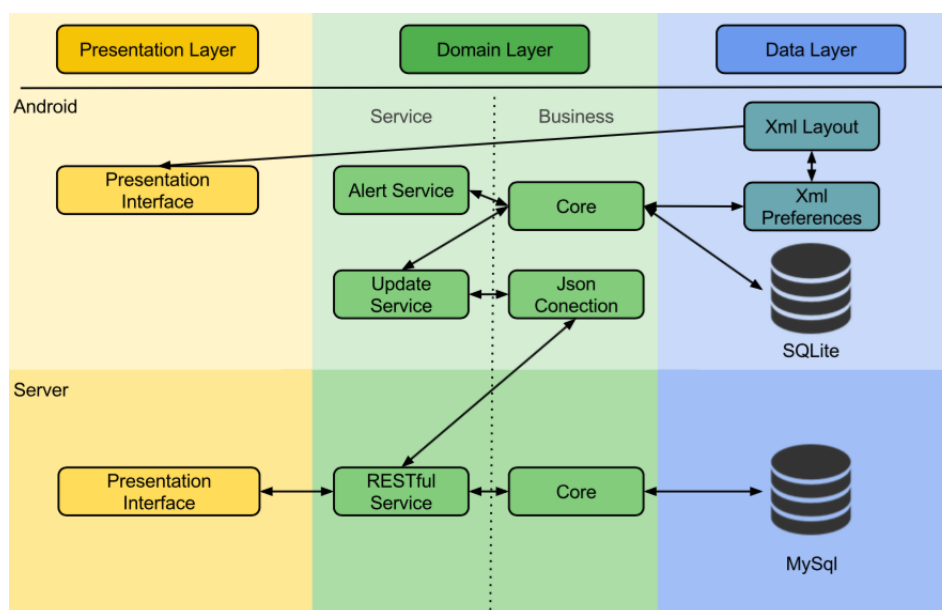 Presentation Layer
Domain Layer
Data Layer
Android
Service
Business
Xml Layout
Presentation
Interface
Alert Service
Core
Xml
Preferences
Update
Service
Json
Conection
SQLite
Server
Presentation
Interface
RESTful
Service
Core
MySql